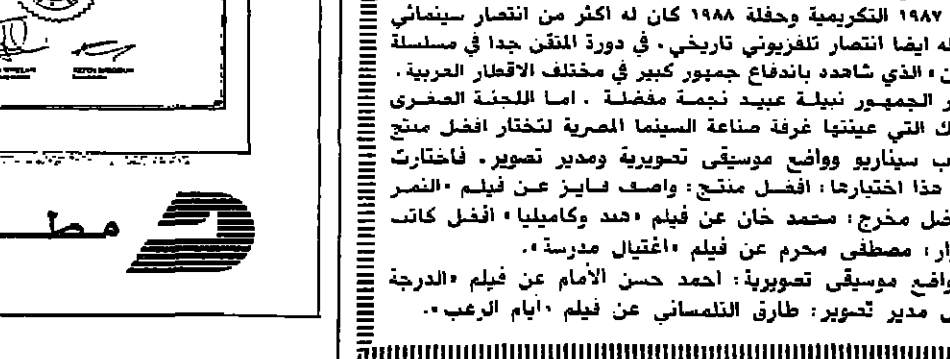 ١٩٨٧ التكريمية وحفلة ١٩٨٨ كان له اكثر من انتصار سينمائي
له ايضا انتصار تلفزيوني تاريخي. في دورة المتقن جدا في مسلسلة
ن» الذي شاهده باندفاع جمهور كبير في مختلف الاقطار العربية.
ر الجمهور نبيلة عبيد نجمة مفضلة. اما اللجنة الصغرى
ك التي عينتها غرفة صناعة السينما المصرية لتختار افضل منتج
ب سيناريو وواضع موسيقى تصويرية ومدير تصوير. فأختارت
هذا اختيارها: افضل منتج: واصف فايز عن فيلم «النمر
ضل مخرج: محمد خان عن فيلم «هند وكاميليا» افضل كاتب
وار: مصطفى محرم عن فيلم «اغتيال مدرسة».
واضع موسيقى تصويرية: احمد حسن الأمام عن فيلم «الدرجة
ل مدير تصوير: طارق التلمساني عن فيلم «أيام الرعب».
مطـ